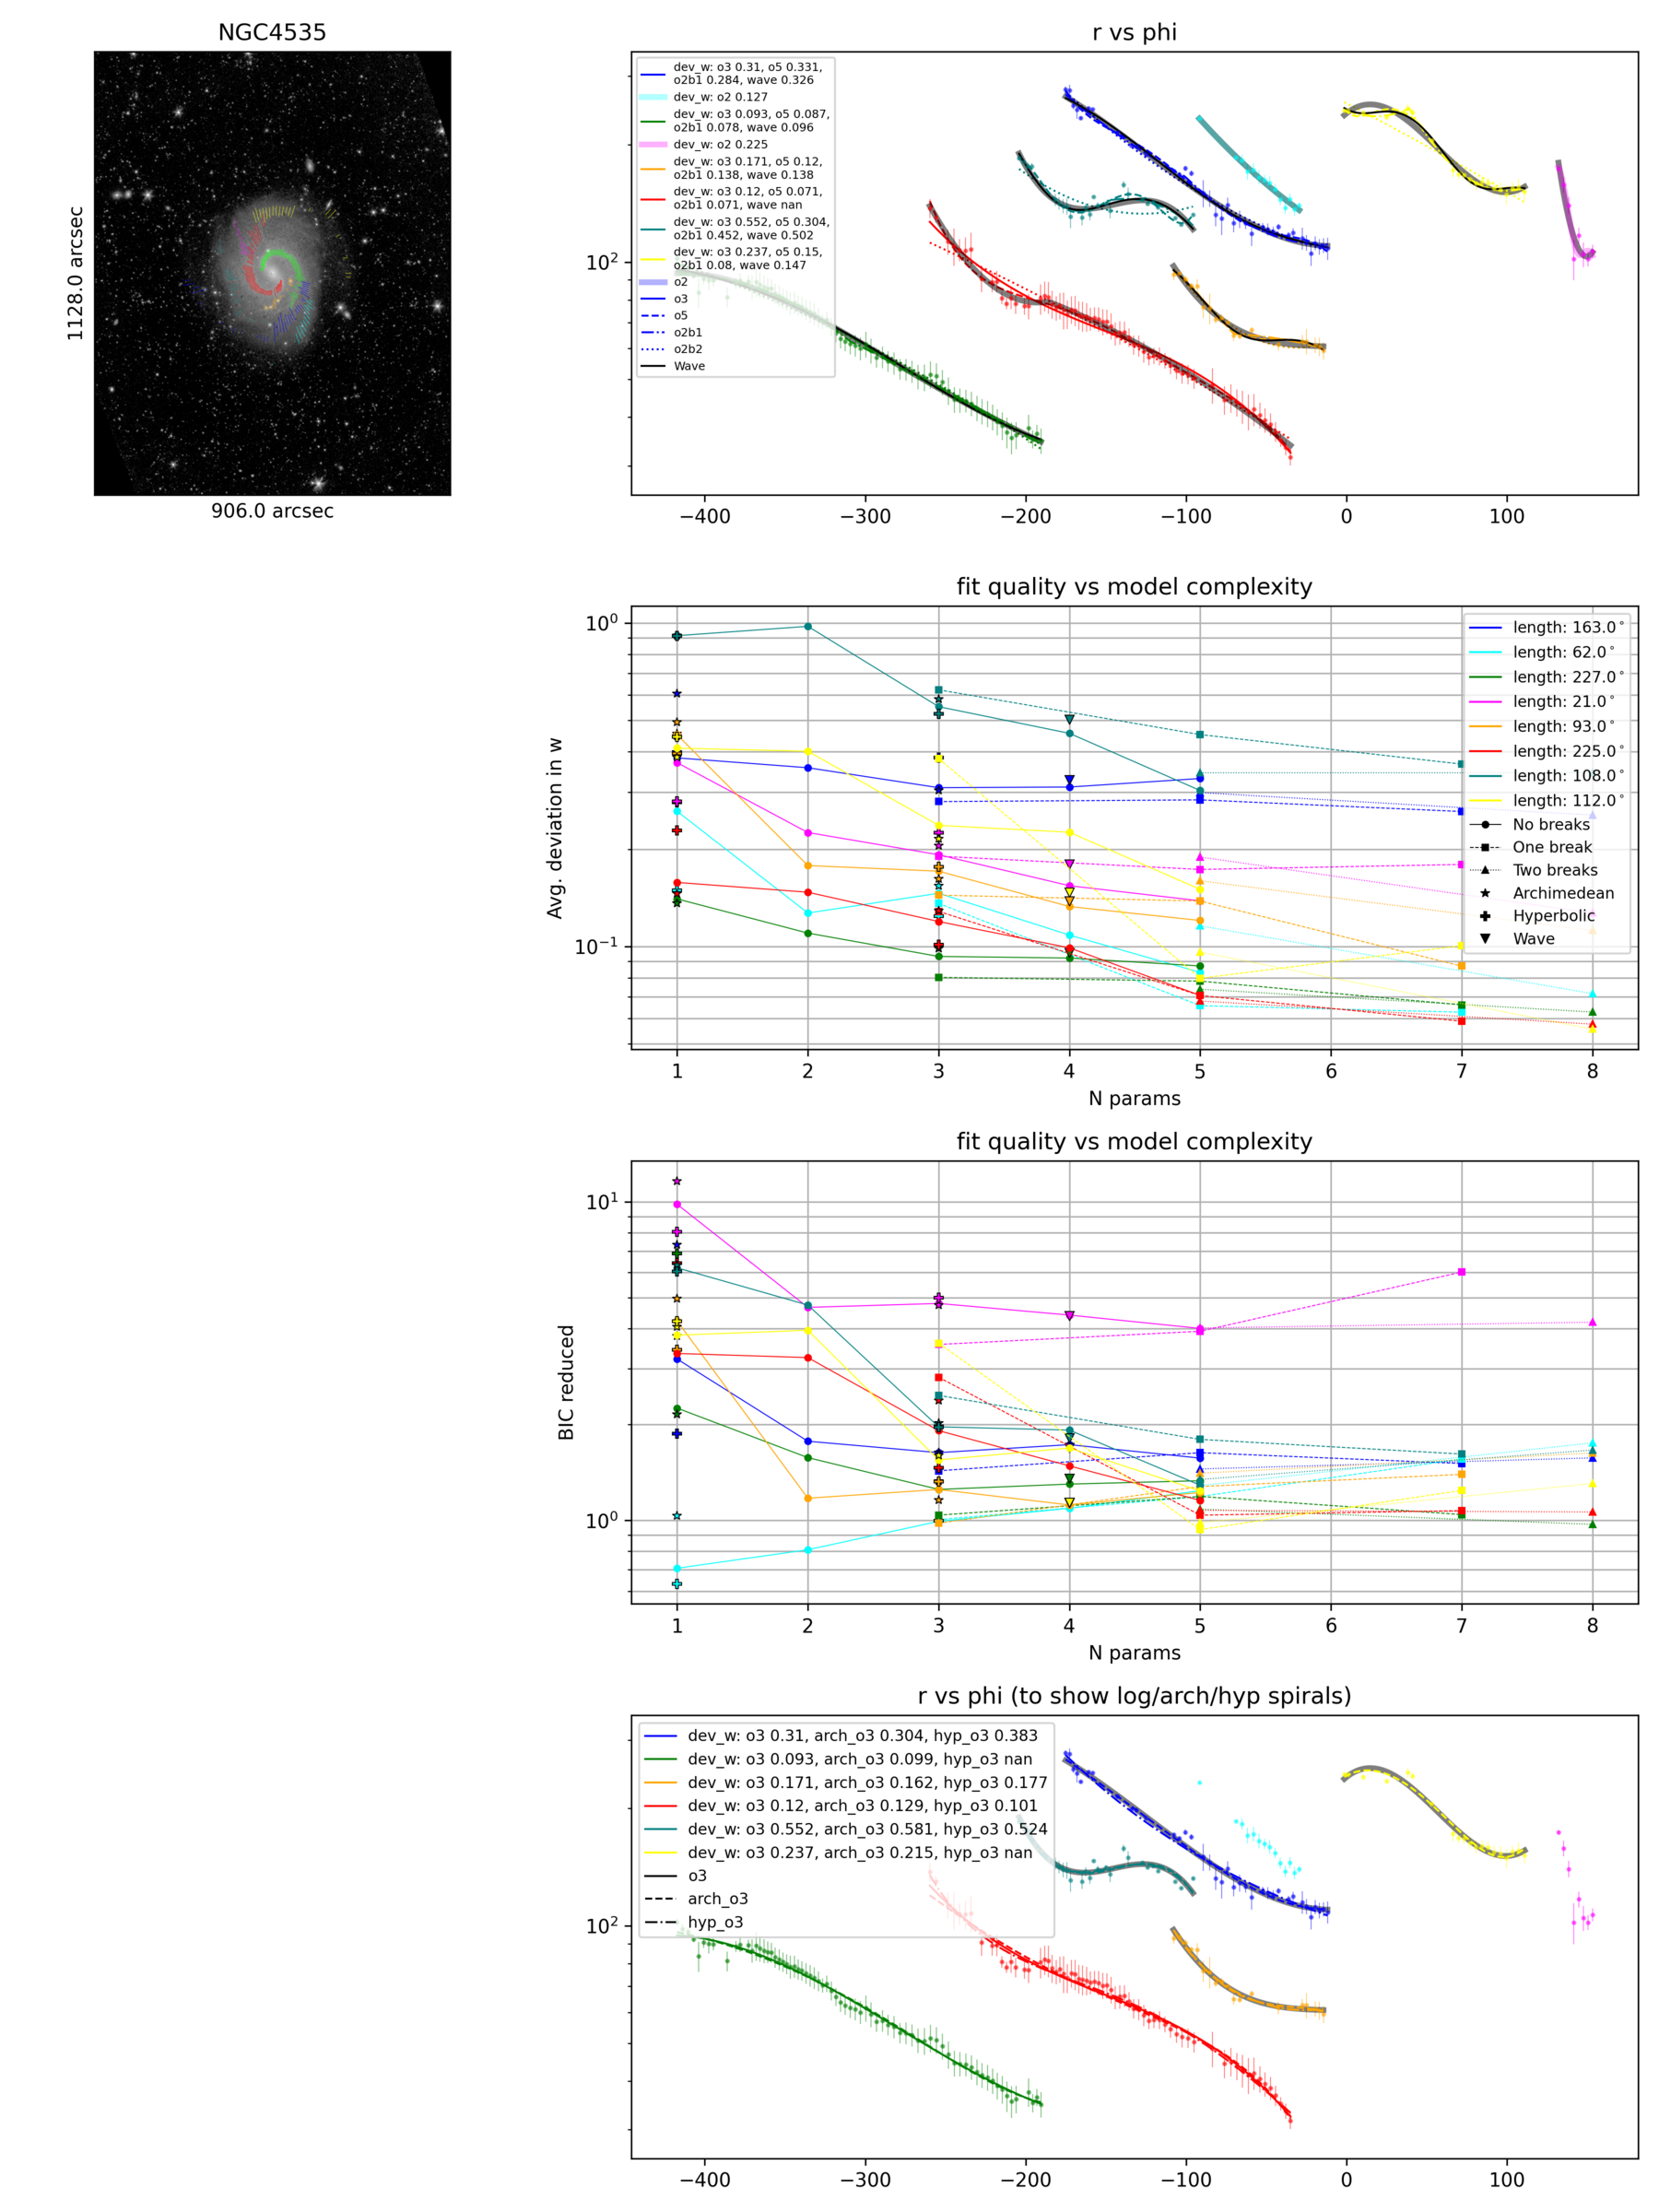 NGC4535
1128.0 arcsec
906.0 arcsec
r vs phi
dev_w: o3 0.31, o5 0.331,
o2b1 0.284, wave 0.326
dev_w: o2 0.127
dev_w: o3 0.093, o5 0.087,
o2b1 0.078, wave 0.096
dev_w: o2 0.225
dev_w: o3 0.171, o5 0.12,
o2b1 0.138, wave 0.138
dev_w: o3 0.12, o5 0.071,
o2b1 0.071, wave nan
dev_w: o3 0.552, o5 0.304,
o2b1 0.452, wave 0.502
dev_w: o3 0.237, o5 0.15,
o2b1 0.08, wave 0.147
o2
o3
o5
o2b1
o2b2
Wave
10²
−400 −300 −200 −100 0 100
fit quality vs model complexity
Avg. deviation in w
10⁰
10⁻¹
length: 163.0°
length: 62.0°
length: 227.0°
length: 21.0°
length: 93.0°
length: 225.0°
length: 108.0°
length: 112.0°
No breaks
One break
Two breaks
Archimedean
Hyperbolic
Wave
1 2 3 4 5 6 7 8
N params
fit quality vs model complexity
BIC reduced
10¹
10⁰
1 2 3 4 5 6 7 8
N params
r vs phi (to show log/arch/hyp spirals)
dev_w: o3 0.31, arch_o3 0.304, hyp_o3 0.383
dev_w: o3 0.093, arch_o3 0.099, hyp_o3 nan
dev_w: o3 0.171, arch_o3 0.162, hyp_o3 0.177
dev_w: o3 0.12, arch_o3 0.129, hyp_o3 0.101
dev_w: o3 0.552, arch_o3 0.581, hyp_o3 0.524
dev_w: o3 0.237, arch_o3 0.215, hyp_o3 nan
o3
arch_o3
hyp_o3
10²
−400 −300 −200 −100 0 100